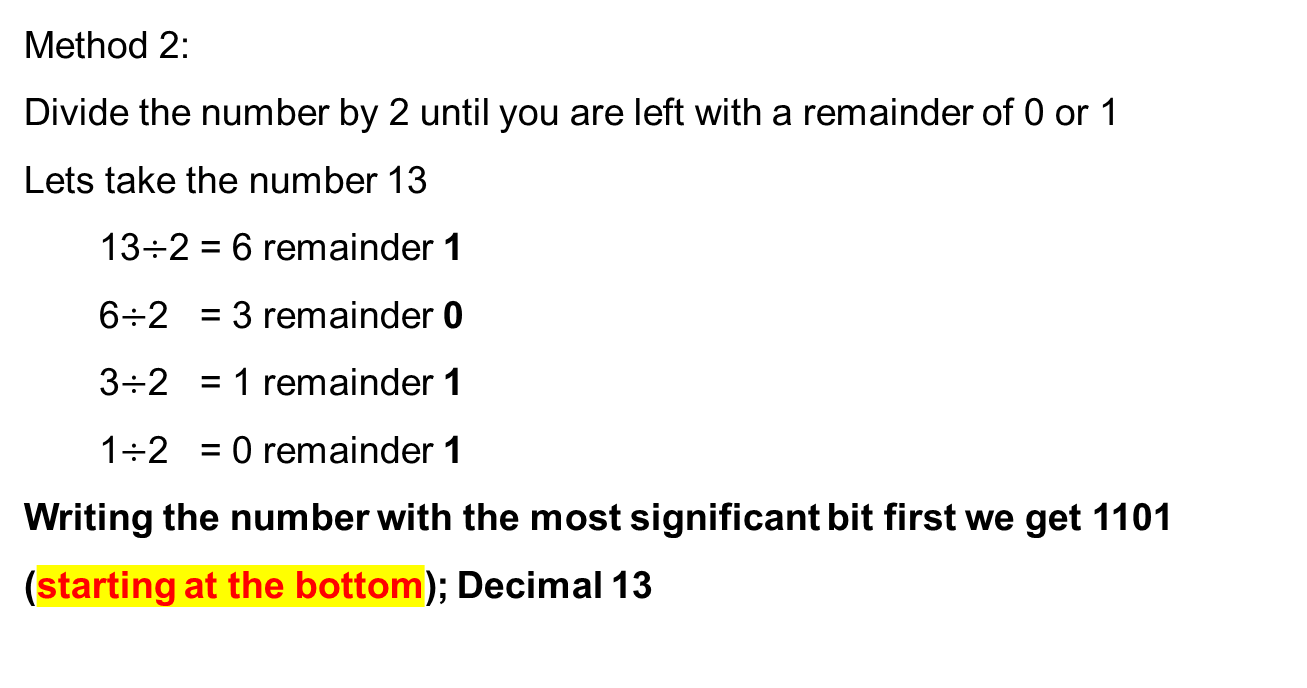 Method 2:
Divide the number by 2 until you are left with a remainder of 0 or 1
Lets take the number 13
13÷2 = 6 remainder 1
6÷2 = 3 remainder 0
3÷2 = 1 remainder 1
1÷2 = 0 remainder 1
Writing the number with the most significant bit first we get 1101
(starting at the bottom); Decimal 13